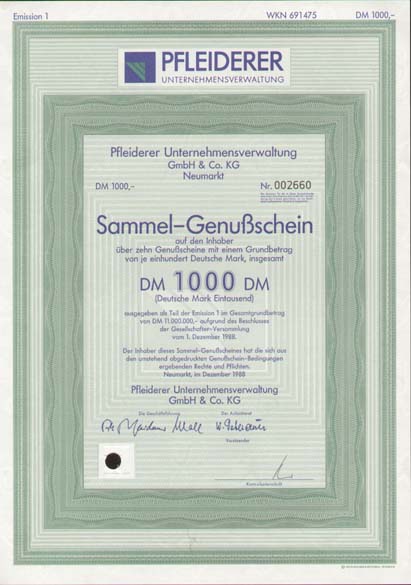 Emission 1 WKN 691475 DM 1000,–
PFLEIDERER
UNTERNEHMENSVERWALTUNG
Pfleiderer Unternehmensverwaltung
GmbH & Co. KG
Neumarkt
DM 1000,– Nr. 002660
Sammel–Genußschein
auf den Inhaber
über zehn Genußscheine mit einem Grundbetrag
von je einhundert Deutsche Mark, insgesamt
DM 1000 DM
(Deutsche Mark Eintausend)
ausgegeben als Teil der Emission 1 im Gesamtgrundbetrag
von DM 11.000.000,– aufgrund des Beschlusses
der Gesellschafter-Versammlung
vom 1. Dezember 1988.
Der Inhaber dieses Sammel-Genußscheines hat die sich aus
den umstehend abgedruckten Genußschein-Bedingungen
ergebenden Rechte und Pflichten.
Neumarkt, im Dezember 1988
Pfleiderer Unternehmensverwaltung
GmbH & Co. KG
Die Geschäftsführung Der Aufsichtsrat
Vorsitzender
Kontrollunterschrift